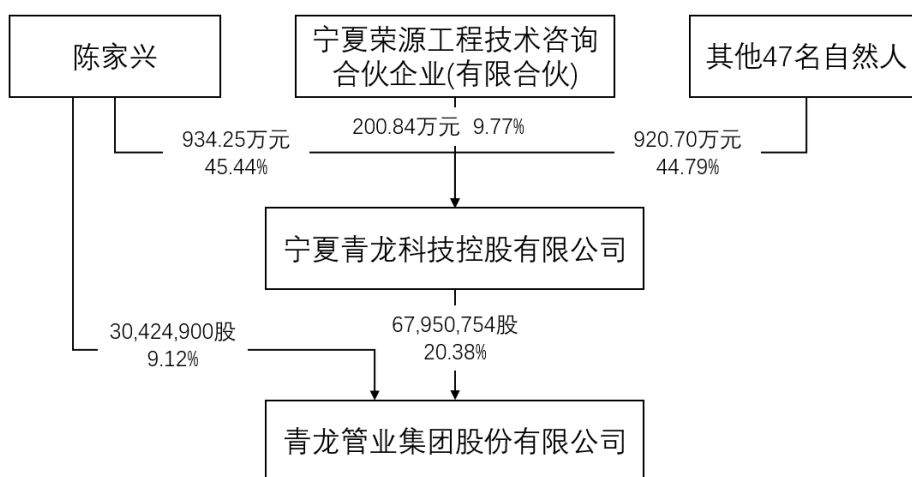 陈家兴
宁夏荣源工程技术咨询
合伙企业(有限合伙)
其他47名自然人
934.25万元
45.44%
200.84万元 9.77%
920.70万元
44.79%
宁夏青龙科技控股有限公司
30,424,900股
9.12%
67,950,754股
20.38%
青龙管业集团股份有限公司